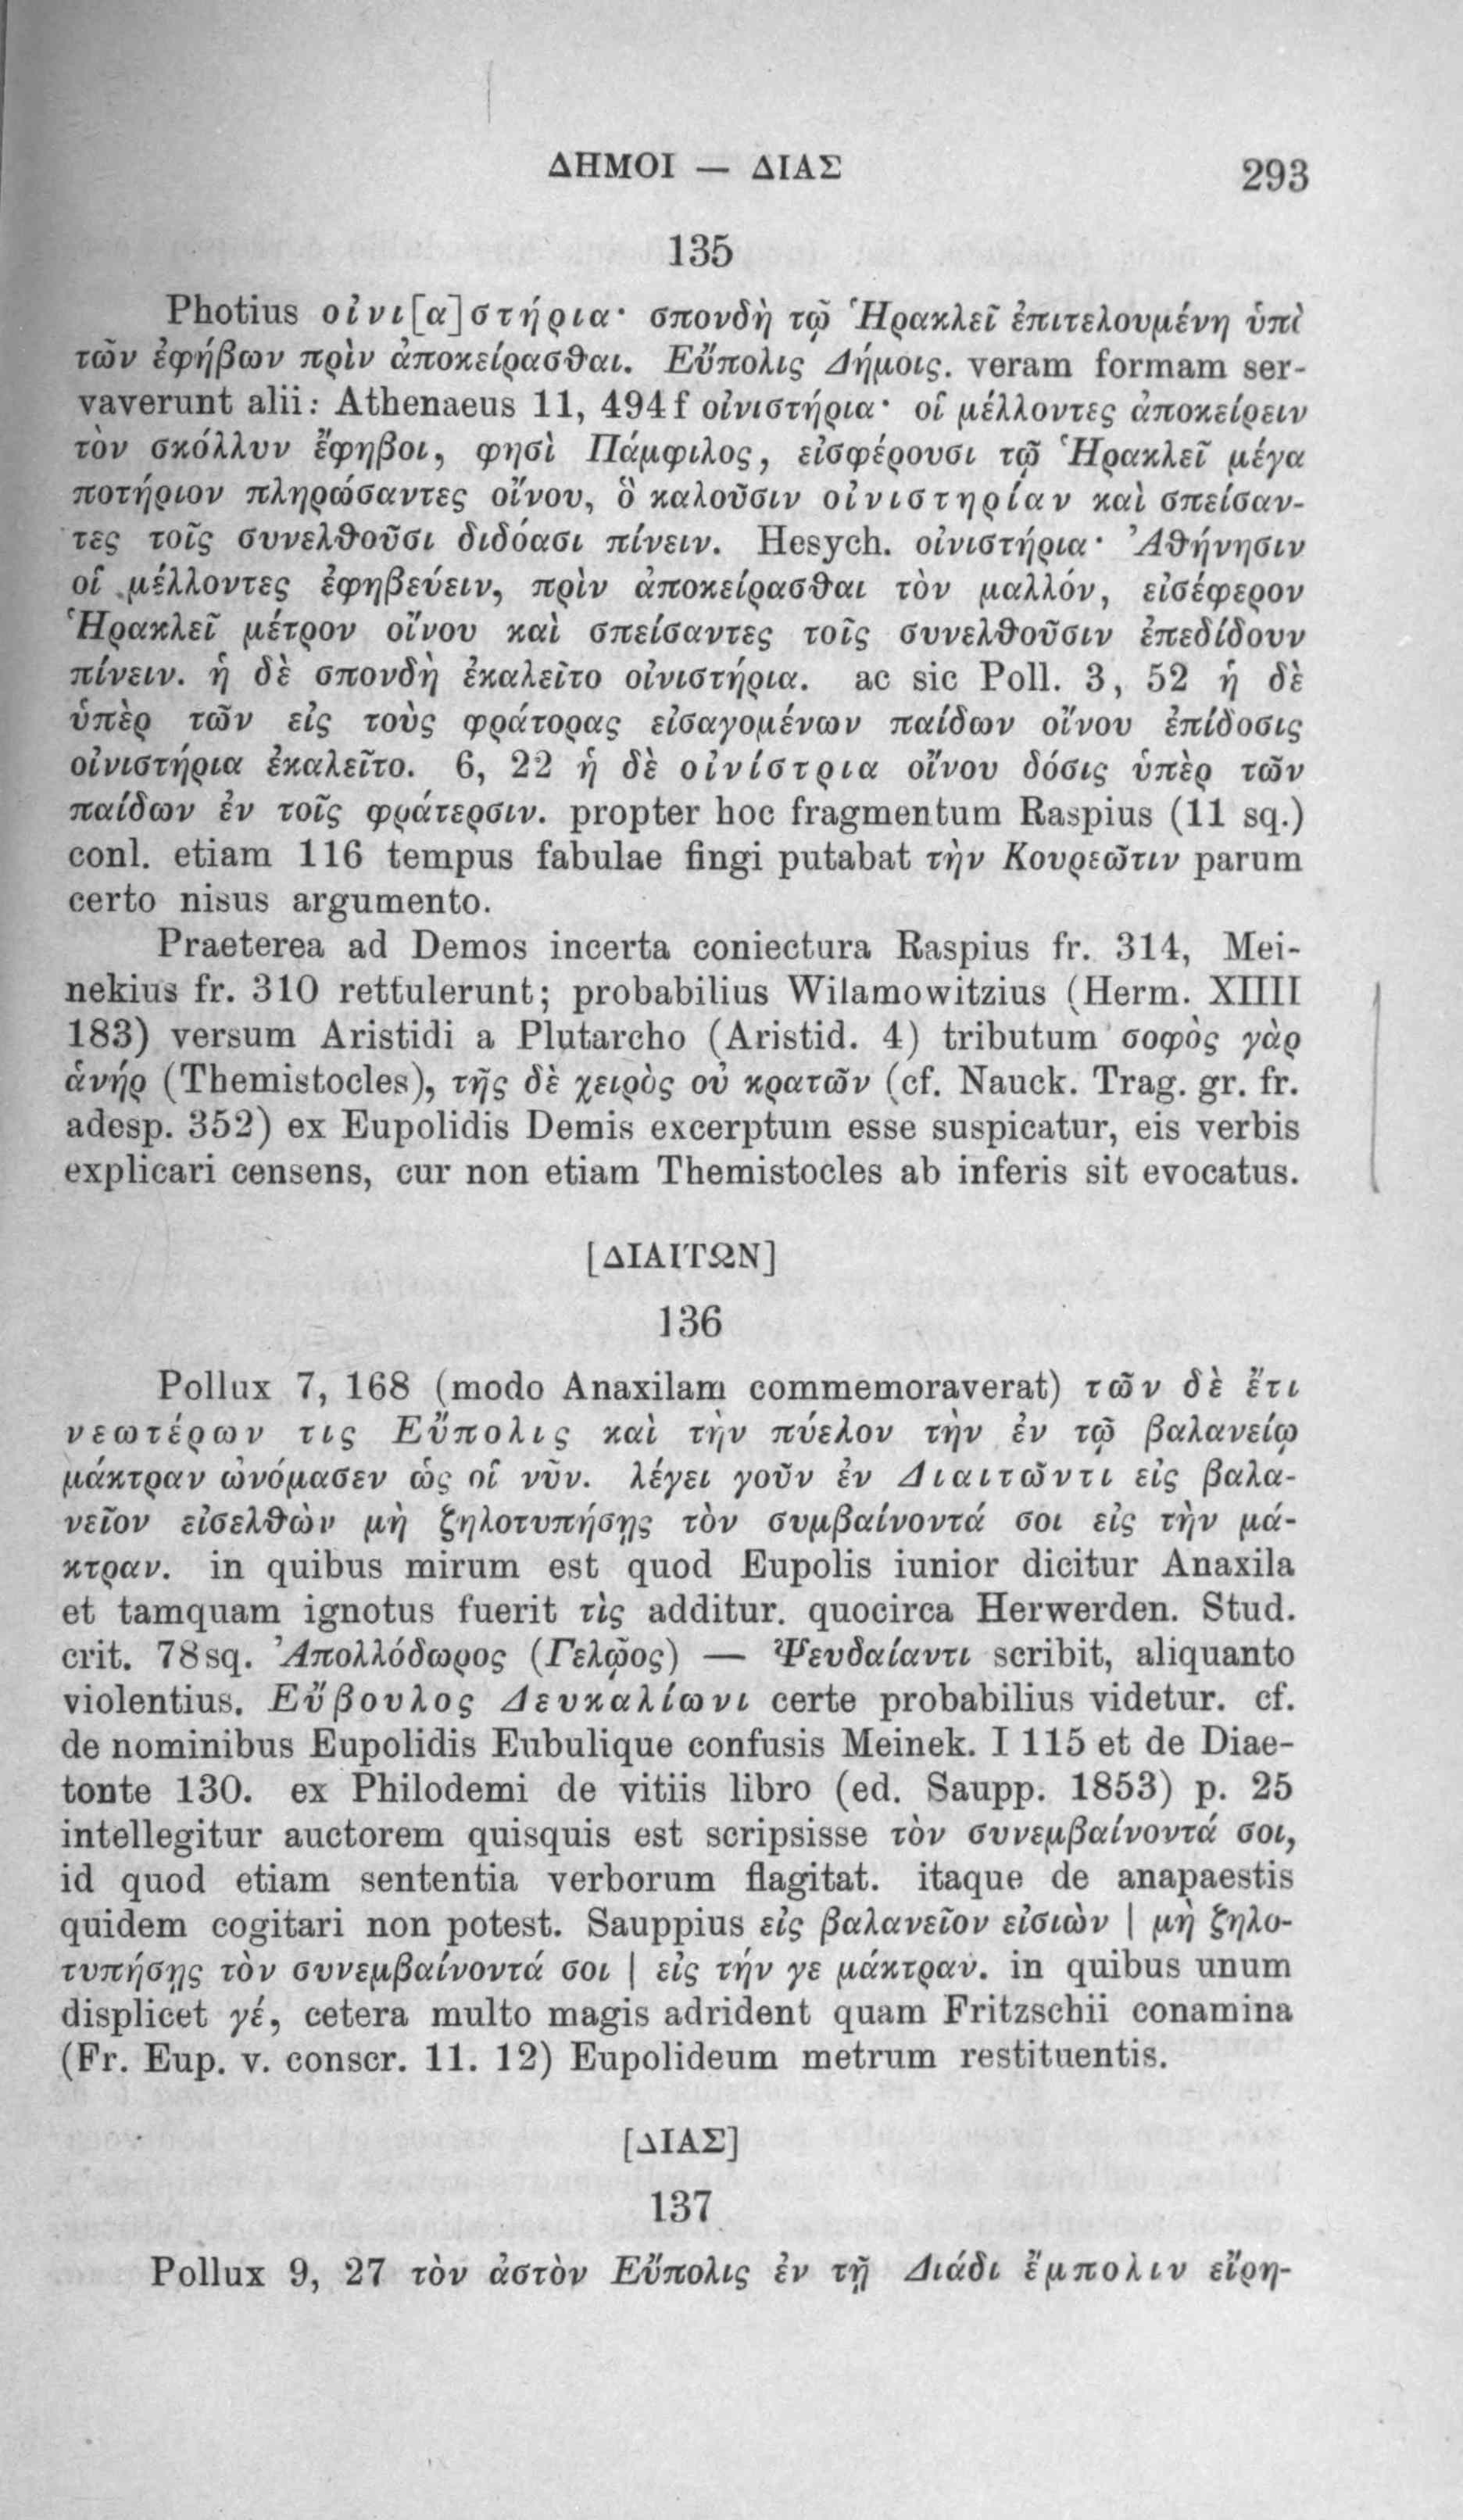 ΔΗΜΟΙ — ΔΙΑΣ
293
135
Photius οἰνι[α]στήρια· σπονδὴ τῷ Ἡρακλεῖ ἐπιτελουμένη ὑπὶ
τῶν ἐφήβων πρὶν ἀποκείρασθαι. Εὔπολις Δήμοις. veram formam ser-
vaverunt alii: Athenaeus 11, 494f οἰνιστήρια· οἱ μέλλοντες ἀποκείρειν
τὸν σκόλλυν ἔφηβοι, φησὶ Πάμφιλος, εἰσφέρουσι τῷ Ἡρακλεῖ μέγα
ποτήριον πληρώσαντες οἴνου, ὃ καλοῦσιν οἰνιστηρίαν καὶ σπείσαν-
τες τοῖς συνελθοῦσι διδόασι πίνειν. Hesych. οἰνιστήρια· Ἀθήνησιν
οἱ μέλλοντες ἐφηβεύειν, πρὶν ἀποκείρασθαι τὸν μαλλόν, εἰσέφερον
Ἡρακλεῖ μέτρον οἴνου καὶ σπείσαντες τοῖς συνελθοῦσιν ἐπεδίδουν
πίνειν. ἡ δὲ σπονδὴ ἐκαλεῖτο οἰνιστήρια. ac sic Poll. 3, 52 ἡ δὲ
ὑπὲρ τῶν εἰς τοὺς φράτορας εἰσαγομένων παίδων οἴνου ἐπίδοσις
οἰνιστήρια ἐκαλεῖτο. 6, 22 ἡ δὲ οἰνίστρια οἴνου δόσις ὑπὲρ τῶν
παίδων ἐν τοῖς φράτερσιν. propter hoc fragmentum Raspius (11 sq.)
conl. etiam 116 tempus fabulae fingi putabat τὴν Κουρεῶτιν parum
certo nisus argumento.
Praeterea ad Demos incerta coniectura Raspius fr. 314, Mei-
nekius fr. 310 rettulerunt; probabilius Wilamowitzius (Herm. XIIII
183) versum Aristidi a Plutarcho (Aristid. 4) tributum σοφὸς γὰρ
ἁνήρ (Themistocles), τῆς δὲ χειρὸς οὐ κρατῶν (cf. Nauck. Trag. gr. fr.
adesp. 352) ex Eupolidis Demis excerptum esse suspicatur, eis verbis
explicari censens, cur non etiam Themistocles ab inferis sit evocatus.
[ΔΙΑΙΤΩΝ]
136
Pollux 7, 168 (modo Anaxilam commemoraverat) τῶν δὲ ἔτι
νεωτέρων τις Εὔπολις καὶ τὴν πύελον τὴν ἐν τῷ βαλανείῳ
μάκτραν ὠνόμασεν ὡς οἱ νῦν. λέγει γοῦν ἐν Διαιτῶντι εἰς βαλα-
νεῖον εἰσελθὼν μὴ ζηλοτυπήσῃς τὸν συμβαίνοντά σοι εἰς τὴν μά-
κτραν. in quibus mirum est quod Eupolis iunior dicitur Anaxila
et tamquam ignotus fuerit τὶς additur. quocirca Herwerden. Stud.
crit. 78sq. Ἀπολλόδωρος (Γελῷος) — Ψευδαίαντι scribit, aliquanto
violentius. Εὔβουλος Δευκαλίωνι certe probabilius videtur. cf.
de nominibus Eupolidis Eubulique confusis Meinek. I 115 et de Diae-
tonte 130. ex Philodemi de vitiis libro (ed. Saupp. 1853) p. 25
intellegitur auctorem quisquis est scripsisse τὸν συνεμβαίνοντά σοι,
id quod etiam sententia verborum flagitat. itaque de anapaestis
quidem cogitari non potest. Sauppius εἰς βαλανεῖον εἰσιὼν | μὴ ζηλο-
τυπήσῃς τὸν συνεμβαίνοντά σοι | εἰς τήν γε μάκτραν. in quibus unum
displicet γέ, cetera multo magis adrident quam Fritzschii conamina
(Fr. Eup. v. conscr. 11. 12) Eupolideum metrum restituentis.
[ΔΙΑΣ]
137
Pollux 9, 27 τὸν ἀστὸν Εὔπολις ἐν τῇ Διάδι ἔμπολιν εἴρη-